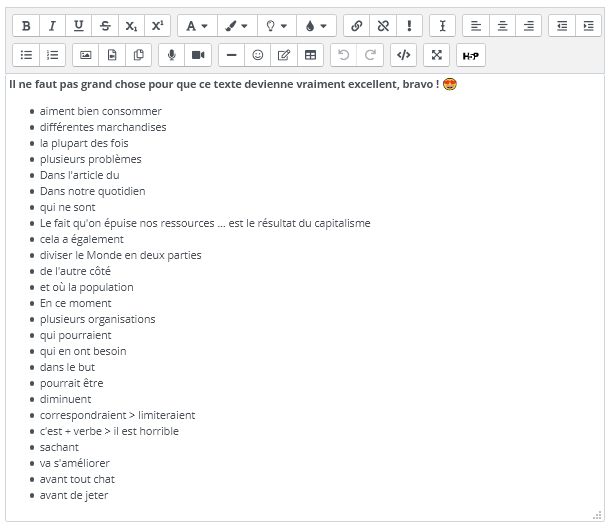 B I U S X₁ X² A
H-P
Il ne faut pas grand chose pour que ce texte devienne vraiment excellent, bravo ! 😍
aiment bien consommer
différentes marchandises
la plupart des fois
plusieurs problèmes
Dans l'article du
Dans notre quotidien
qui ne sont
Le fait qu'on épuise nos ressources ... est le résultat du capitalisme
cela a également
diviser le Monde en deux parties
de l'autre côté
et où la population
En ce moment
plusieurs organisations
qui pourraient
qui en ont besoin
dans le but
pourrait être
diminuent
correspondraient > limiteraient
c'est + verbe > il est horrible
sachant
va s'améliorer
avant tout chat
avant de jeter